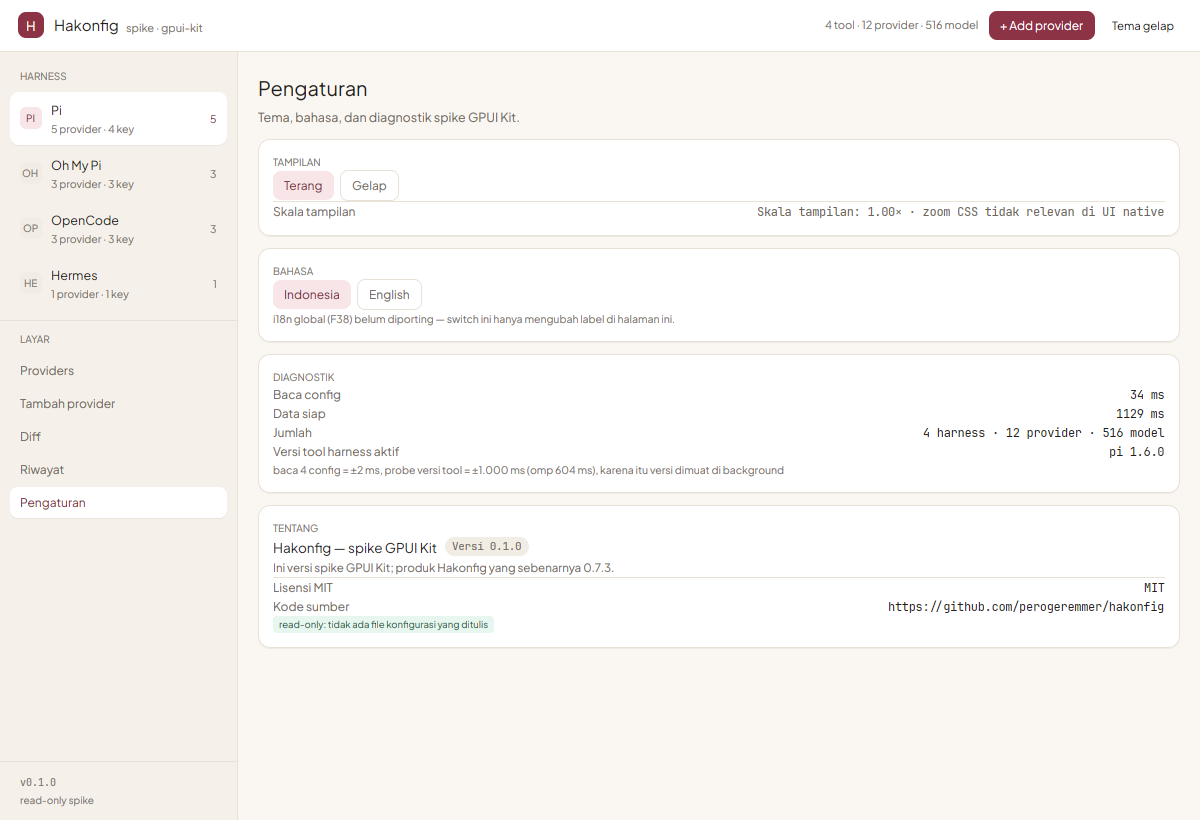 H Hakonfig spike · gpui-kit 4 tool · 12 provider · 516 model + Add provider Tema gelap
HARNESS
PI Pi
5 provider · 4 key 5
OH Oh My Pi
3 provider · 3 key 3
OP OpenCode
3 provider · 3 key 3
HE Hermes
1 provider · 1 key 1
LAYAR
Providers
Tambah provider
Diff
Riwayat
Pengaturan
v0.1.0
read-only spike
Pengaturan
Tema, bahasa, dan diagnostik spike GPUI Kit.
TAMPILAN
Terang Gelap
Skala tampilan Skala tampilan: 1.00× · zoom CSS tidak relevan di UI native
BAHASA
Indonesia English
i18n global (F38) belum diporting — switch ini hanya mengubah label di halaman ini.
DIAGNOSTIK
Baca config 34 ms
Data siap 1129 ms
Jumlah 4 harness · 12 provider · 516 model
Versi tool harness aktif pi 1.6.0
baca 4 config = ±2 ms, probe versi tool = ±1.000 ms (omp 604 ms), karena itu versi dimuat di background
TENTANG
Hakonfig — spike GPUI Kit Versi 0.1.0
Ini versi spike GPUI Kit; produk Hakonfig yang sebenarnya 0.7.3.
Lisensi MIT MIT
Kode sumber https://github.com/perogeremmer/hakonfig
read-only: tidak ada file konfigurasi yang ditulis